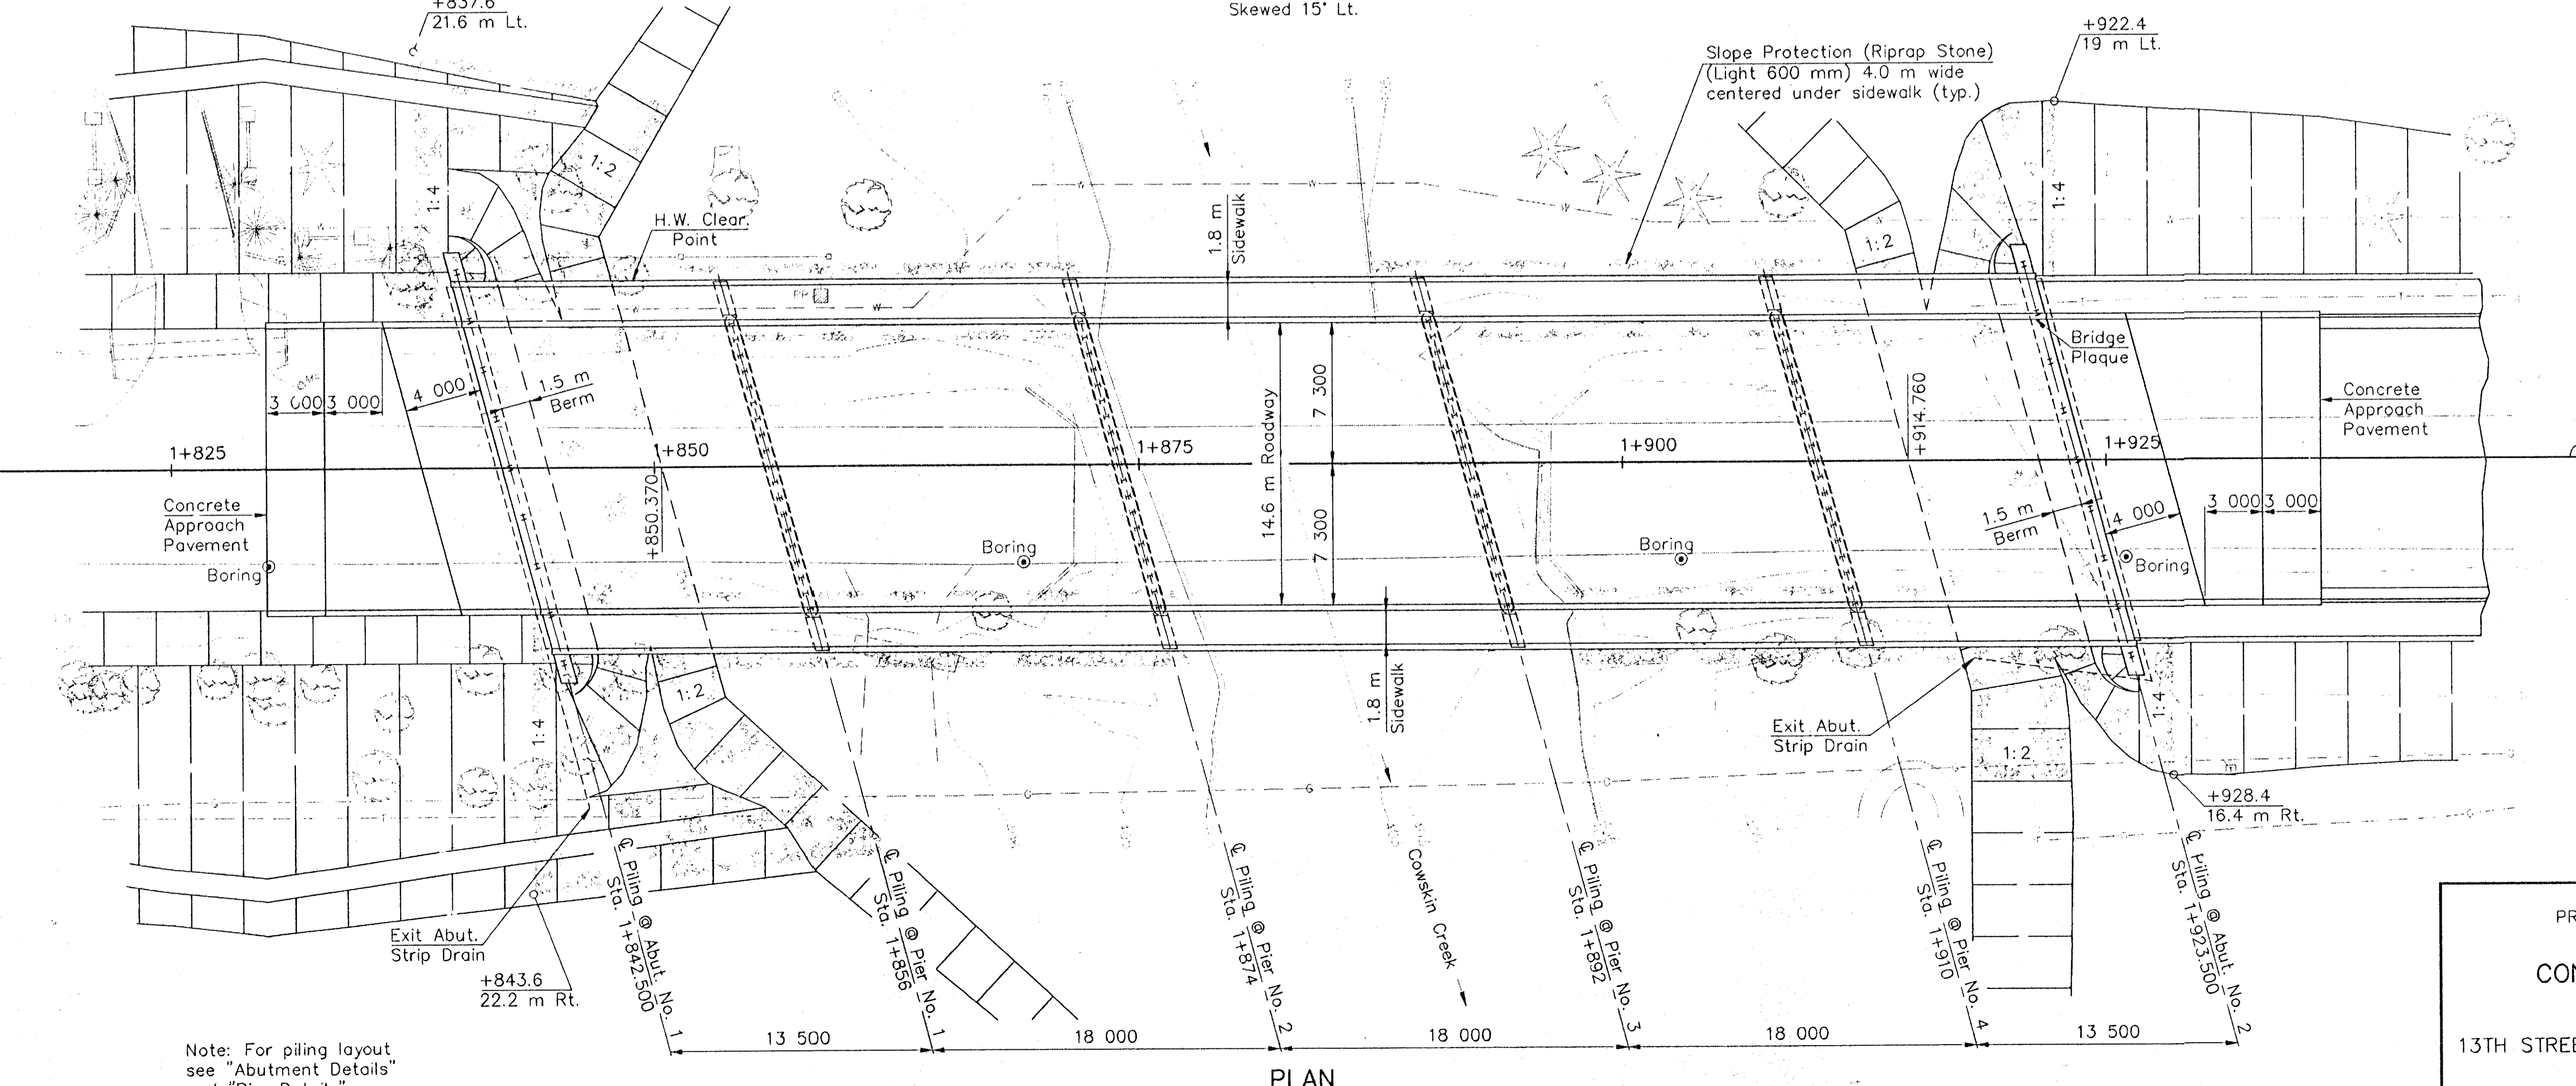 +837.6
21.6 m Lt.
Skewed 15° Lt.
+922.4
19 m Lt.
Slope Protection (Riprap Stone)
(Light 600 mm) 4.0 m wide
centered under sidewalk (typ.)
1:2
1:4
H.W. Clear.
Point
1.8 m
Sidewalk
1:2
1:4
W
W
W
W
W
PP
Bridge
Plaque
3 000
3 000
4 000
1.5 m
Berm
14.6 m Roadway
7 300
7 300
+914.760
Concrete
Approach
Pavement
1+825
1+850
1+875
1+900
1+925
+850.370
Concrete
Approach
Pavement
Boring
Boring
Boring
Boring
1.5 m
Berm
4 000
3 000
3 000
1:2
1:4
1.8 m
Sidewalk
Exit Abut.
Strip Drain
1:2
1:4
G
G
G
G
G
+928.4
16.4 m Rt.
Exit Abut.
Strip Drain
+843.6
22.2 m Rt.
℄ Piling @ Abut. No. 1
Sta. 1+842.500
℄ Piling @ Pier No. 1
Sta. 1+856
℄ Piling @ Pier No. 2
Sta. 1+874
Cowskin Creek
℄ Piling @ Pier No. 3
Sta. 1+892
℄ Piling @ Pier No. 4
Sta. 1+910
℄ Piling @ Abut. No. 2
Sta. 1+923.500
13 500
18 000
18 000
18 000
13 500
Note: For piling layout
see "Abutment Details"
PLAN
PR
CON
13TH STREE